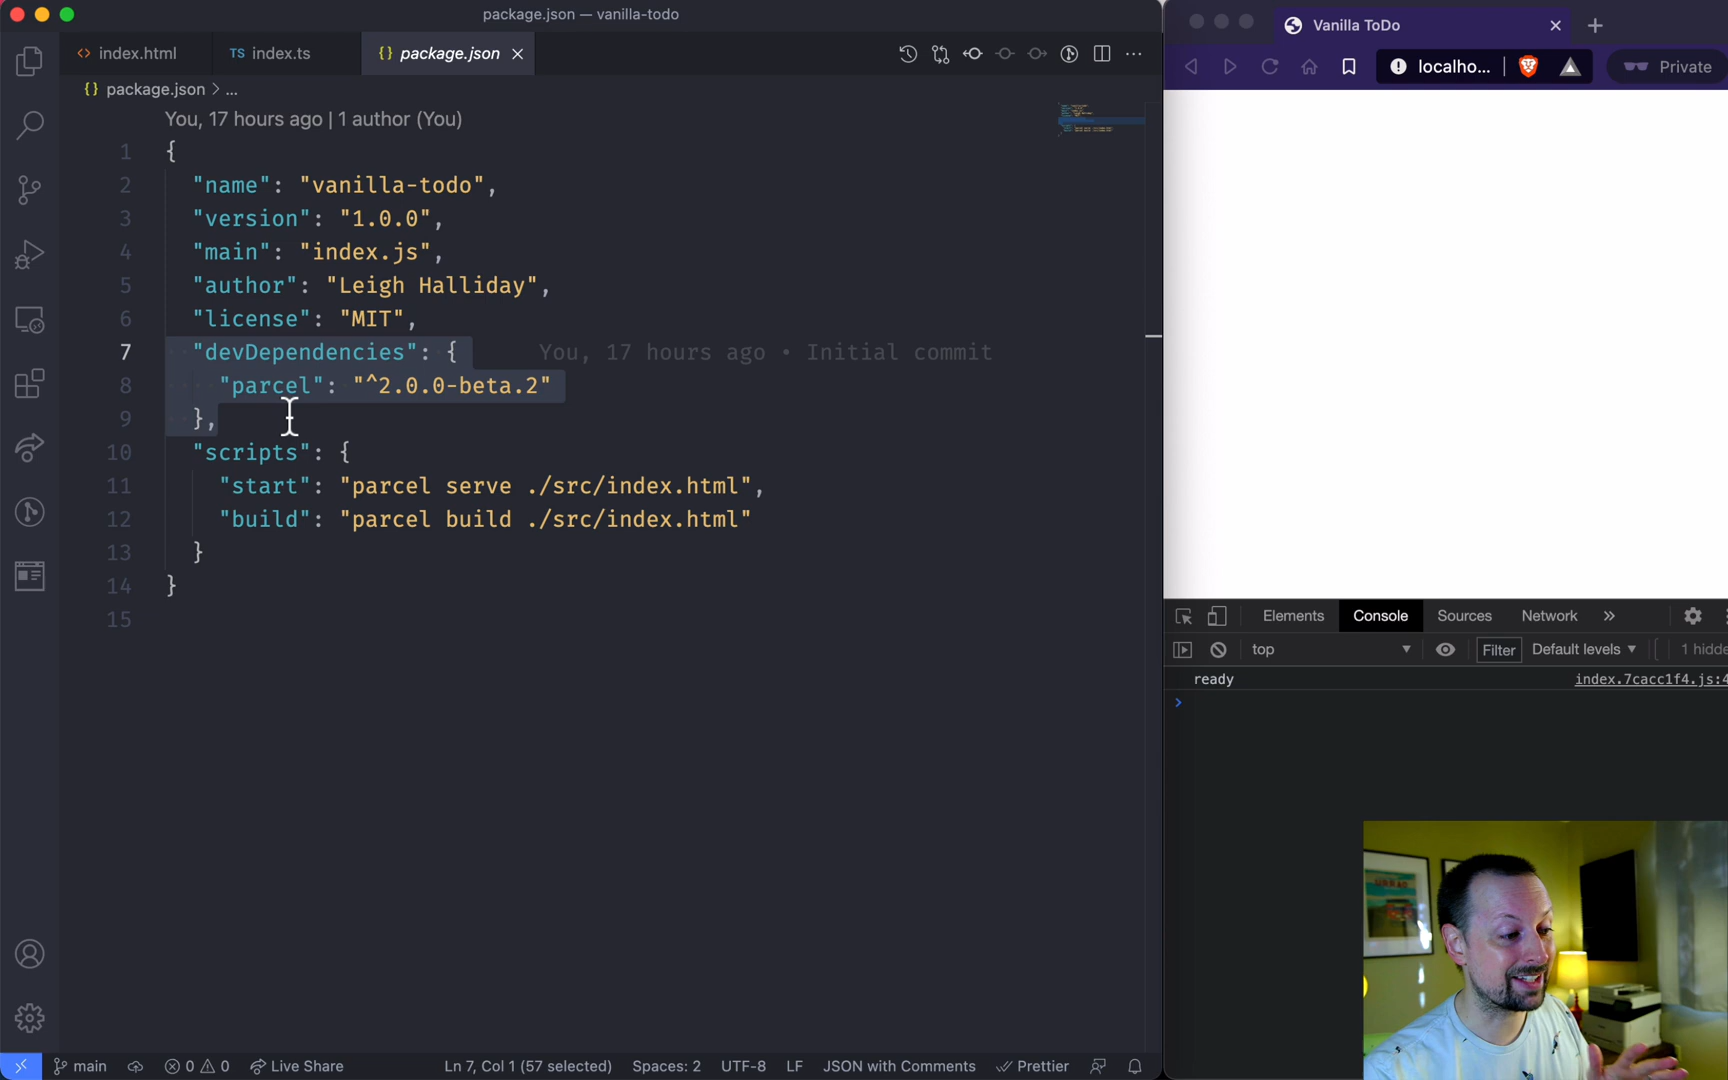 package.json — vanilla-todo
<> index.html
TS index.ts
{} package.json
{} package.json > ...
You, 17 hours ago | 1 author (You)
1 {
2 "name": "vanilla-todo",
3 "version": "1.0.0",
4 "main": "index.js",
5 "author": "Leigh Halliday",
6 "license": "MIT",
7 "devDependencies": { You, 17 hours ago • Initial commit
8 "parcel": "^2.0.0-beta.2"
9 },
10 "scripts": {
11 "start": "parcel serve ./src/index.html",
12 "build": "parcel build ./src/index.html"
13 }
14 }
15
main
0 0
Live Share
Ln 7, Col 1 (57 selected)
Spaces: 2
UTF-8
LF
JSON with Comments
Prettier
Vanilla ToDo
localho...
Private
Elements Console Sources Network »
top
Filter
Default levels
1 hidde
ready index.7cacc1f4.js:4